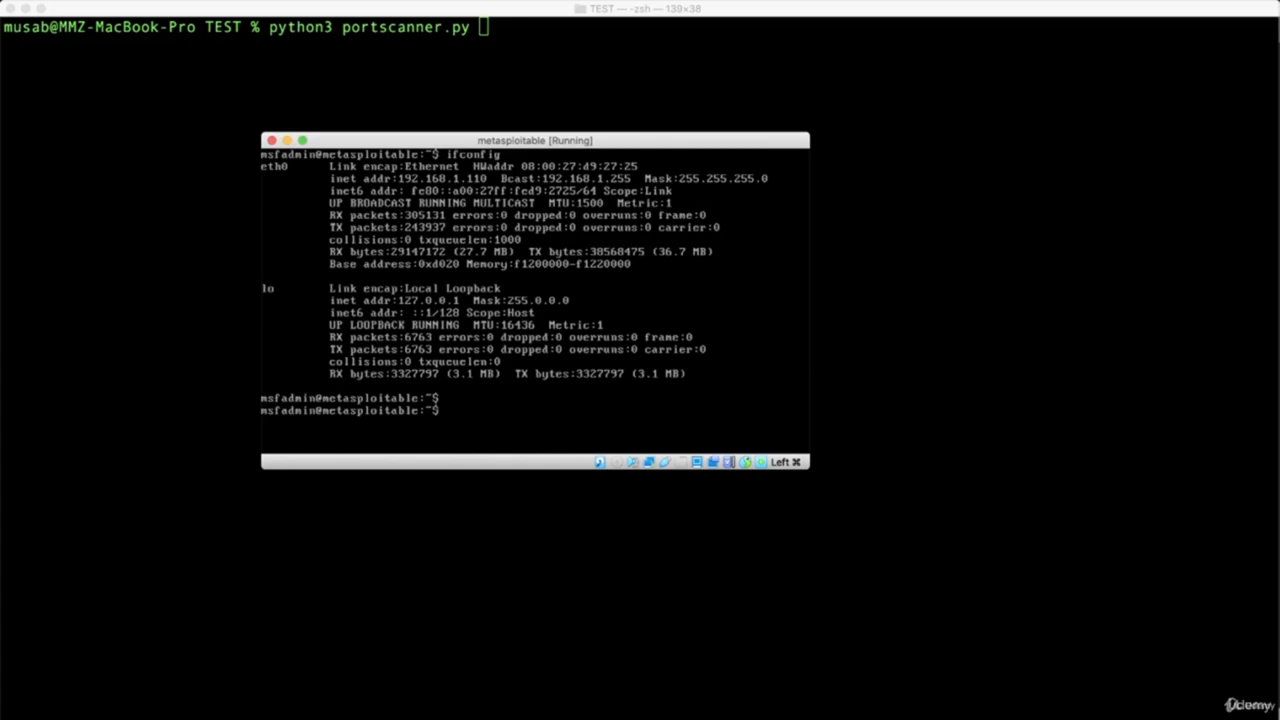 TEST — -zsh — 139×38
musab@MMZ-MacBook-Pro TEST % python3 portscanner.py
metasploitable [Running]
msfadmin@metasploitable:~$ ifconfig
eth0      Link encap:Ethernet  HWaddr 08:00:27:d9:27:25
          inet addr:192.168.1.110  Bcast:192.168.1.255  Mask:255.255.255.0
          inet6 addr: fe80::a00:27ff:fed9:2725/64 Scope:Link
          UP BROADCAST RUNNING MULTICAST  MTU:1500  Metric:1
          RX packets:305131 errors:0 dropped:0 overruns:0 frame:0
          TX packets:243937 errors:0 dropped:0 overruns:0 carrier:0
          collisions:0 txqueuelen:1000
          RX bytes:29147172 (27.7 MB)  TX bytes:38568475 (36.7 MB)
          Base address:0xd020 Memory:f1200000-f1220000
lo        Link encap:Local Loopback
          inet addr:127.0.0.1  Mask:255.0.0.0
          inet6 addr: ::1/128 Scope:Host
          UP LOOPBACK RUNNING  MTU:16436  Metric:1
          RX packets:6763 errors:0 dropped:0 overruns:0 frame:0
          TX packets:6763 errors:0 dropped:0 overruns:0 carrier:0
          collisions:0 txqueuelen:0
          RX bytes:3327797 (3.1 MB)  TX bytes:3327797 (3.1 MB)
msfadmin@metasploitable:~$
msfadmin@metasploitable:~$
Left ⌘
Udemy